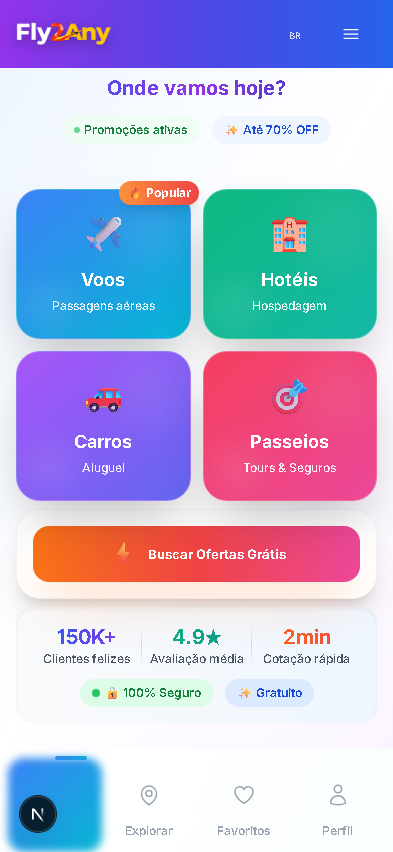 Fly2Any
BR
Onde vamos hoje?
Promoções ativas
Até 70% OFF
Popular
Voos
Passagens aéreas
Hotéis
Hospedagem
Carros
Aluguel
Passeios
Tours & Seguros
Buscar Ofertas Grátis
150K+
Clientes felizes
4.9★
Avaliação média
2min
Cotação rápida
100% Seguro
Gratuito
N
Explorar
Favoritos
Perfil